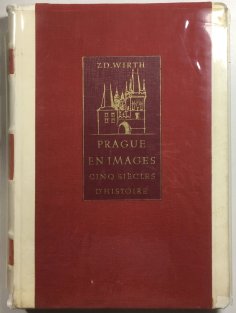 ZD.WIRTH
PRAGUE
EN IMAGES
CINQ SIÈCLES
D'HISTOIRE